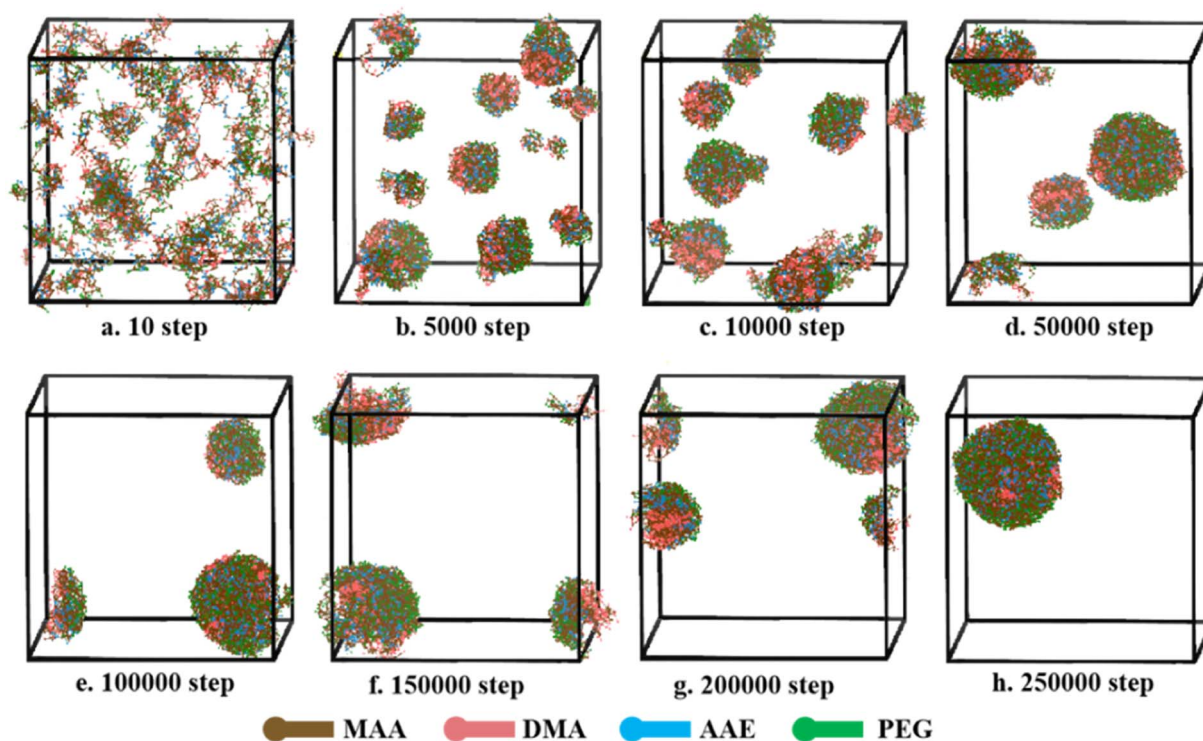 a. 10 step
b. 5000 step
c. 10000 step
d. 50000 step
e. 100000 step
f. 150000 step
g. 200000 step
h. 250000 step
MAA DMA AAE PEG